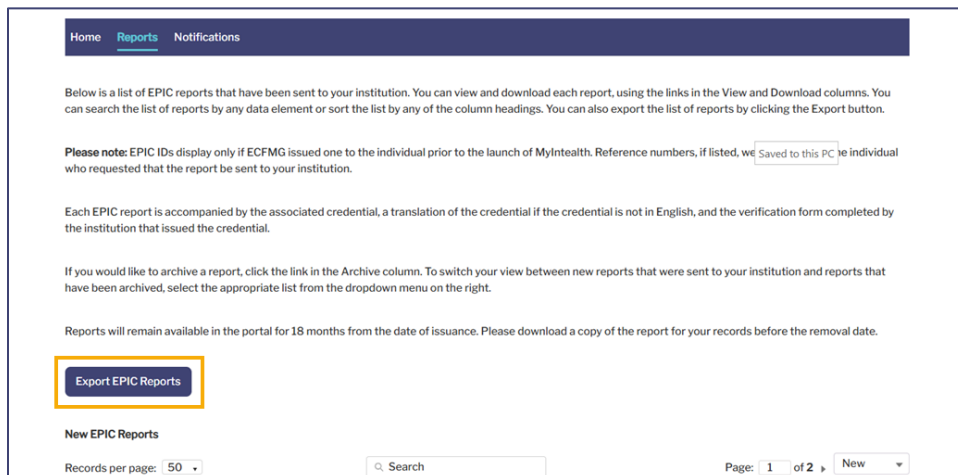 Home Reports Notifications
Below is a list of EPIC reports that have been sent to your institution. You can view and download each report, using the links in the View and Download columns. You
can search the list of reports by any data element or sort the list by any of the column headings. You can also export the list of reports by clicking the Export button.
Please note: EPIC IDs display only if ECFMG issued one to the individual prior to the launch of MyIntealth. Reference numbers, if listed, we Saved to this PC e individual
who requested that the report be sent to your institution.
Each EPIC report is accompanied by the associated credential, a translation of the credential if the credential is not in English, and the verification form completed by
the institution that issued the credential.
If you would like to archive a report, click the link in the Archive column. To switch your view between new reports that were sent to your institution and reports that
have been archived, select the appropriate list from the dropdown menu on the right.
Reports will remain available in the portal for 18 months from the date of issuance. Please download a copy of the report for your records before the removal date.
Export EPIC Reports
New EPIC Reports
Records per page: 50 Search Page: 1 of 2 New